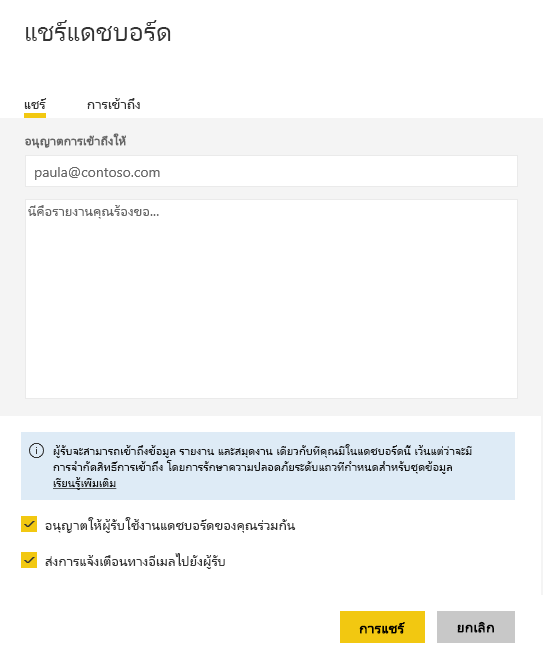 แชร์แดชบอร์ด
แชร์ การเข้าถึง
อนุญาตการเข้าถึงให้
paula@contoso.com
นี่คือรายงานคุณร้องขอ...
ผู้รับจะสามารถเข้าถึงข้อมูล รายงาน และสมุดงาน เดียวกับที่คุณมีในแดชบอร์ดนี้ เว้นแต่ว่าจะมี
การจำกัดสิทธิ์การเข้าถึง โดยการรักษาความปลอดภัยระดับแถวที่กำหนดสำหรับชุดข้อมูล
เรียนรู้เพิ่มเติม
อนุญาตให้ผู้รับใช้งานแดชบอร์ดของคุณร่วมกัน
ส่งการแจ้งเตือนทางอีเมลไปยังผู้รับ
การแชร์ ยกเลิก